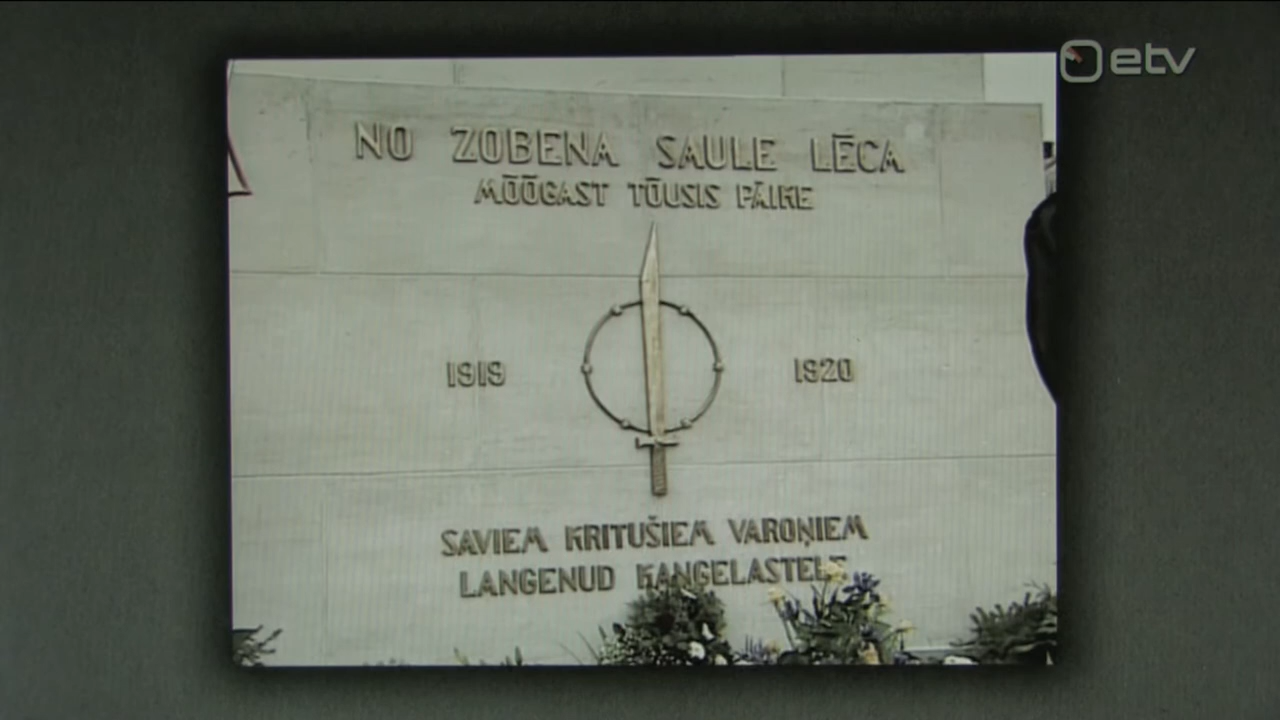 etv
NO ZOBENA SAULE LĒCA
MÕÕGAST TÕUSIS PÄIKE
1919 1920
SAVIEM KRITUŠIEM VAROŅIEM
LANGENUD KANGELASTELE